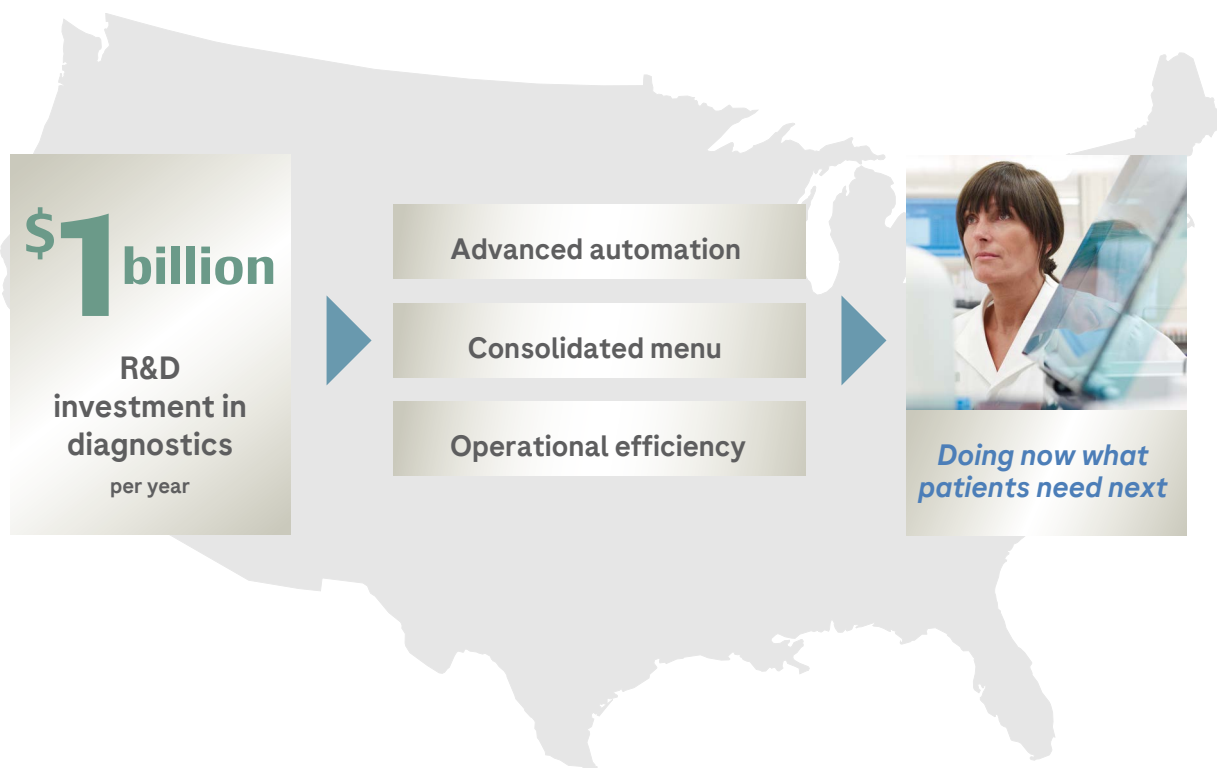 $1 billion
R&D
investment in
diagnostics
per year
Advanced automation
Consolidated menu
Operational efficiency
Doing now what
patients need next